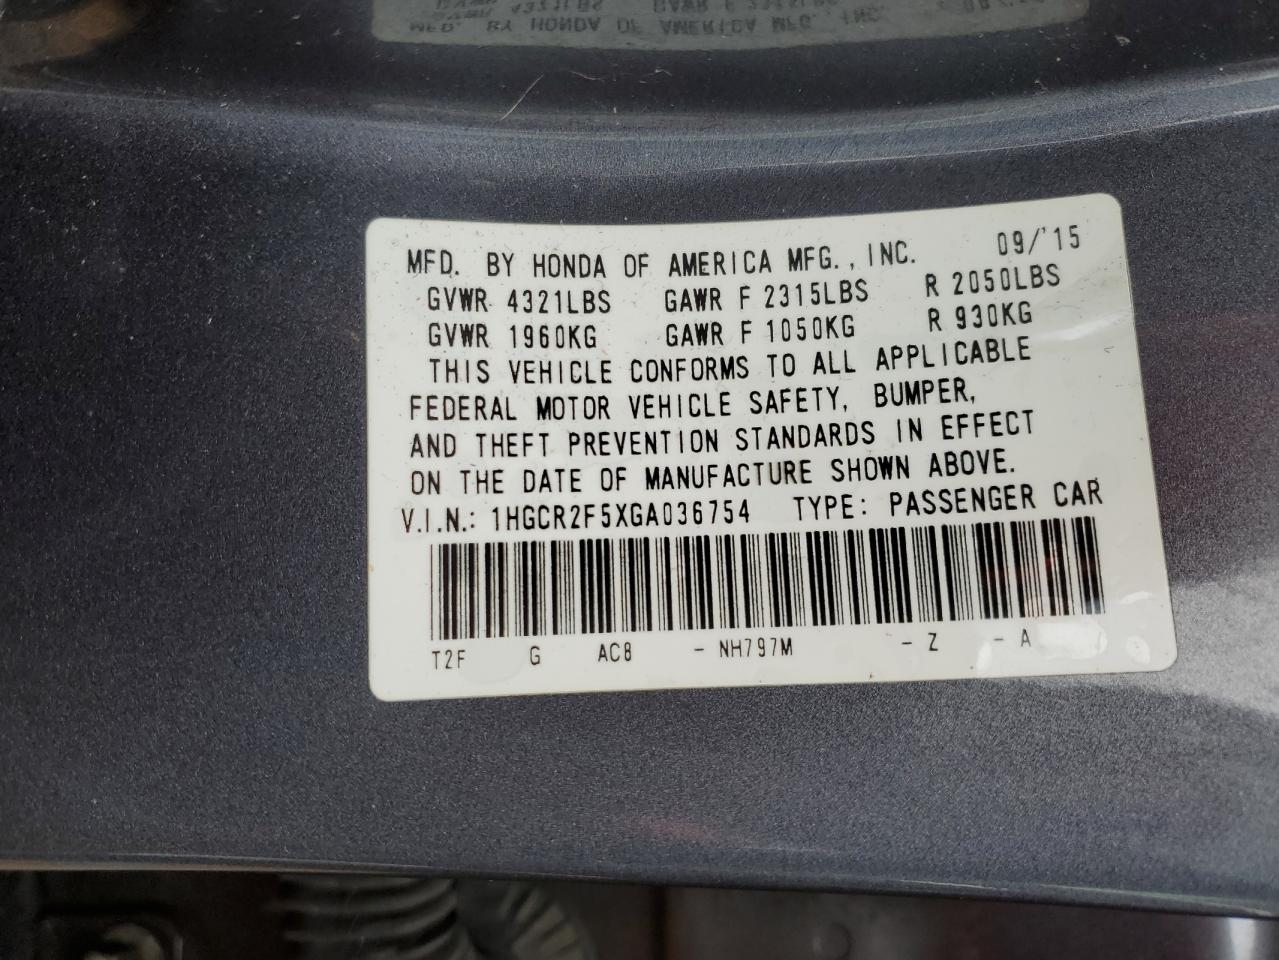 MFD. BY HONDA OF AMERICA MFG., INC. 09/'15
GVWR 4321LBS GAWR F 2315LBS R 2050LBS
GVWR 1960KG GAWR F 1050KG R 930KG
THIS VEHICLE CONFORMS TO ALL APPLICABLE
FEDERAL MOTOR VEHICLE SAFETY, BUMPER,
AND THEFT PREVENTION STANDARDS IN EFFECT
ON THE DATE OF MANUFACTURE SHOWN ABOVE.
V.I.N.: 1HGCR2F5XGA036754 TYPE: PASSENGER CAR
T2F G AC8 - NH797M - Z - A